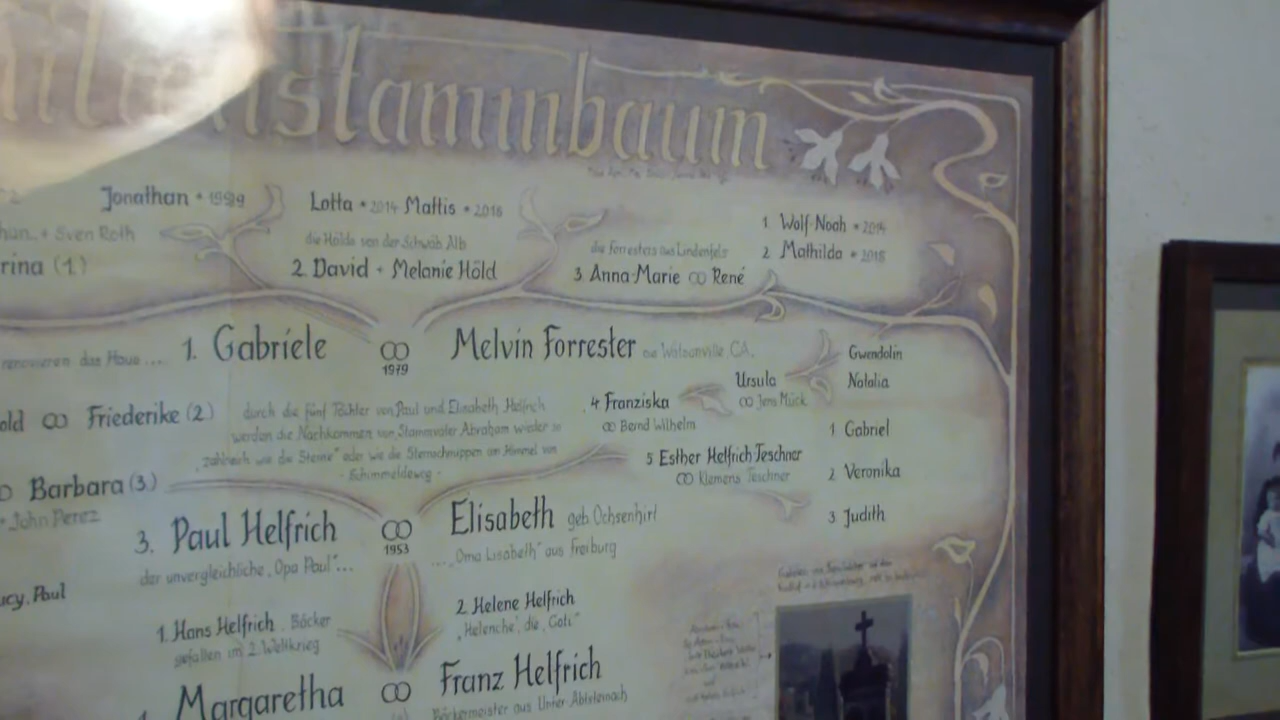 stammbaum
Jonathan * 1999
Lotta * 2014 Mattis * 2016
+ Sven Roth
die Hölds von der Schwäb. Alb
1 Wolf-Noah * 2014
rina (1.)
2. David + Melanie Höld
die Forresters aus Lindenfels
2 Mathilda * 2018
3. Anna-Marie ∞ René
renovieren das Haus ....
1. Gabriele ∞ Melvin Forrester aus Watsonville CA.
1979
Gwendolin
Ursula
Natalia
∞ Jens Mück
4. Franziska
∞ Bernd Wilhelm
old ∞ Friederike (2.)
durch die fünf Töchter von Paul und Elisabeth Helfrich
werden die Nachkommen von Stammvater Abraham wieder so
„zahlreich wie die Sterne" oder wie die Sternschnuppen am Himmel von
- Schimmeldewog -
1 Gabriel
5 Esther Helfrich-Teschner
∞ Klemens Teschner
2 Veronika
Barbara (3.)
John Perez
3 Judith
3. Paul Helfrich ∞ Elisabeth geb. Ochsenhirt
1953
der unvergleichliche „Opa Paul"...
...„Oma Lisabeth" aus Freiburg
ucy, Paul
1. Hans Helfrich. Bäcker
gefallen im 2. Weltkrieg
2. Helene Helfrich
„Helenche", die „Goti"
Margaretha ∞ Franz Helfrich
Bäckermeister aus Unter-Abtsteinach